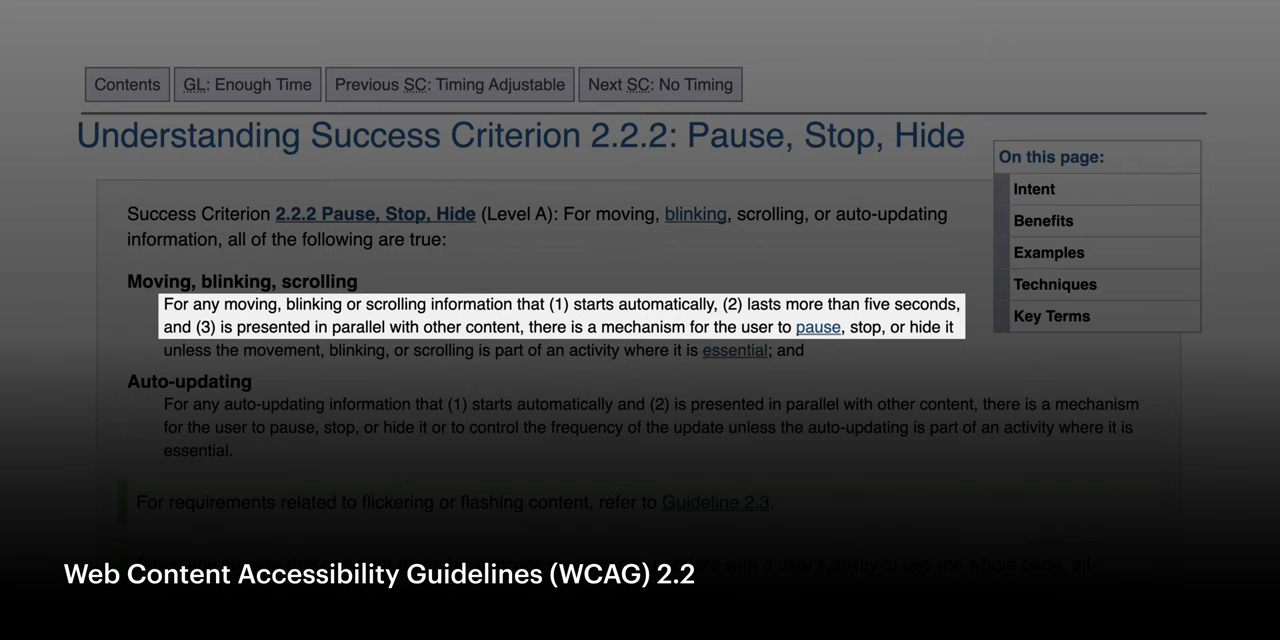 Contents GL: Enough Time Previous SC: Timing Adjustable Next SC: No Timing
Understanding Success Criterion 2.2.2: Pause, Stop, Hide
On this page:
Intent
Benefits
Examples
Techniques
Key Terms
Success Criterion 2.2.2 Pause, Stop, Hide (Level A): For moving, blinking, scrolling, or auto-updating
information, all of the following are true:
Moving, blinking, scrolling
For any moving, blinking or scrolling information that (1) starts automatically, (2) lasts more than five seconds,
and (3) is presented in parallel with other content, there is a mechanism for the user to pause, stop, or hide it
unless the movement, blinking, or scrolling is part of an activity where it is essential; and
Auto-updating
For any auto-updating information that (1) starts automatically and (2) is presented in parallel with other content, there is a mechanism
for the user to pause, stop, or hide it or to control the frequency of the update unless the auto-updating is part of an activity where it is
essential.
For requirements related to flickering or flashing content, refer to Guideline 2.3.
with a user's ability to use the whole page, all
Web Content Accessibility Guidelines (WCAG) 2.2